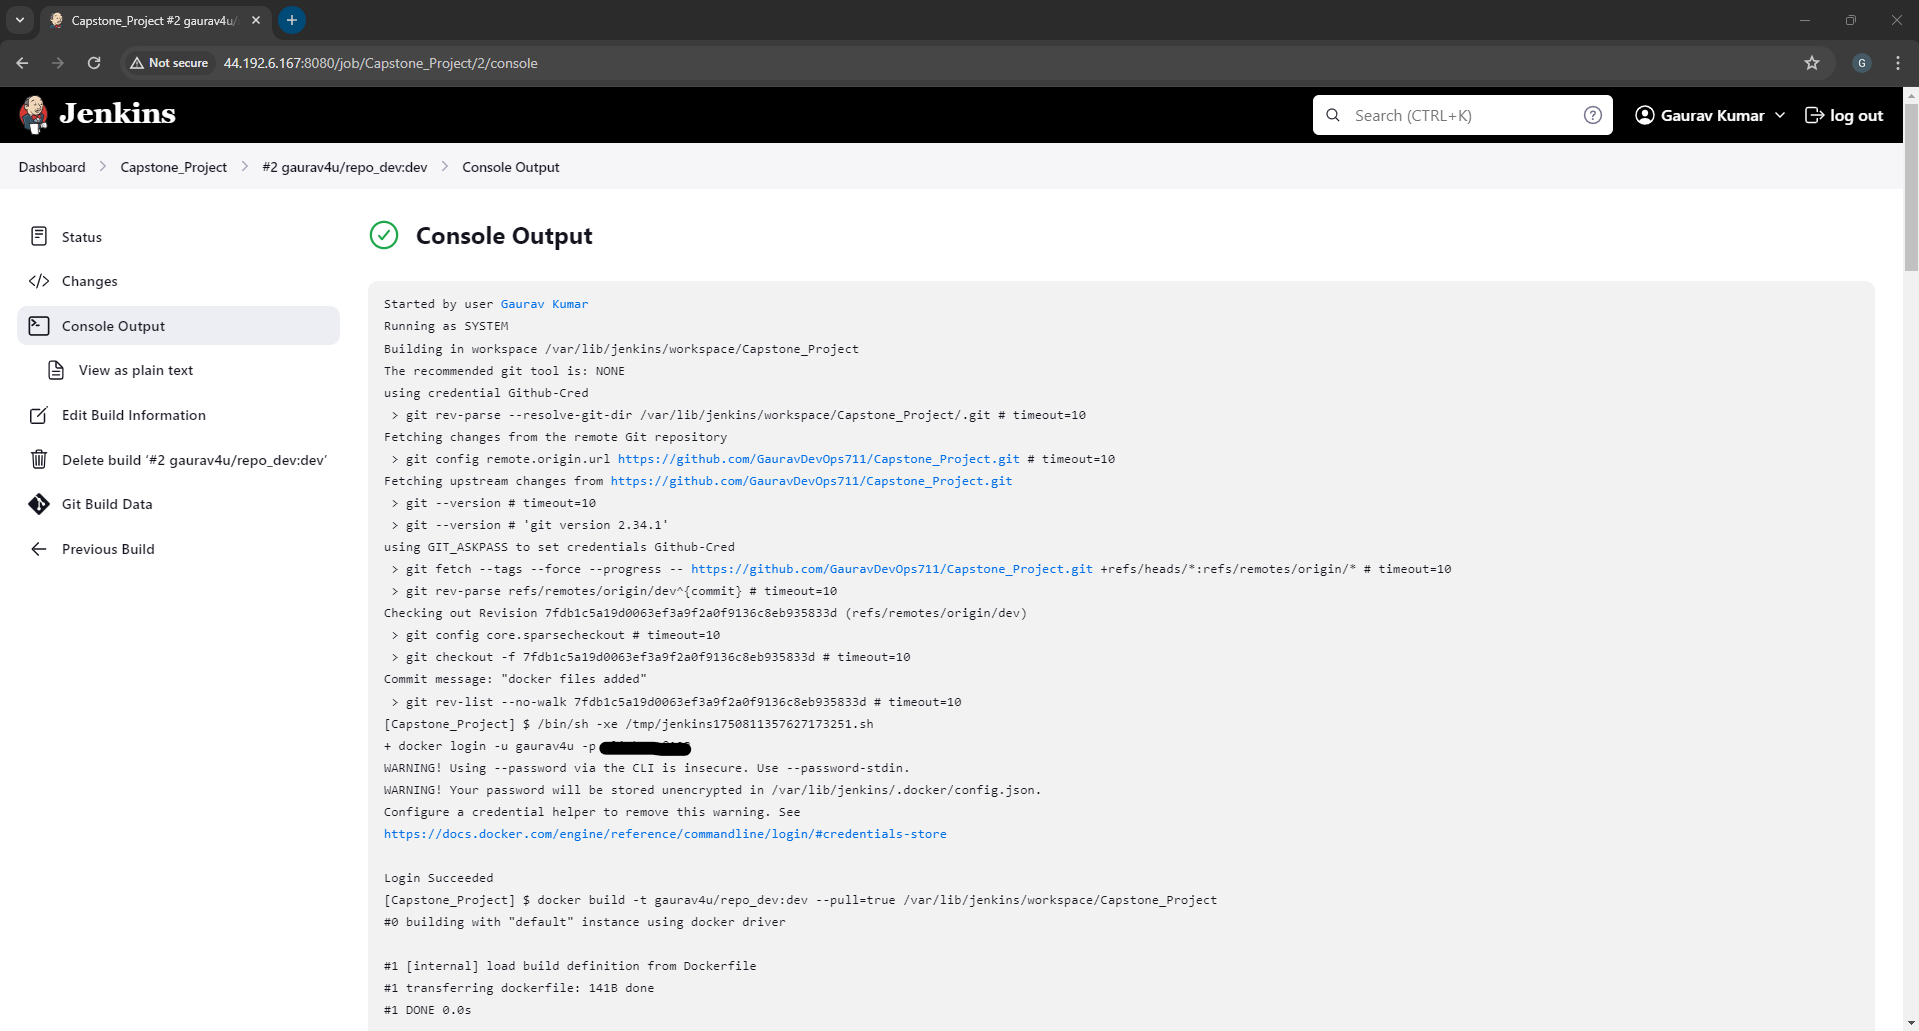 Capstone_Project #2 gaurav4u/
Not secure 44.192.6.167:8080/job/Capstone_Project/2/console
G
Jenkins
Search (CTRL+K)
Gaurav Kumar
log out
Dashboard
Capstone_Project
#2 gaurav4u/repo_dev:dev
Console Output
Status
Changes
Console Output
View as plain text
Edit Build Information
Delete build ‘#2 gaurav4u/repo_dev:dev’
Git Build Data
Previous Build
Console Output
Started by user Gaurav Kumar
Running as SYSTEM
Building in workspace /var/lib/jenkins/workspace/Capstone_Project
The recommended git tool is: NONE
using credential Github-Cred
> git rev-parse --resolve-git-dir /var/lib/jenkins/workspace/Capstone_Project/.git # timeout=10
Fetching changes from the remote Git repository
> git config remote.origin.url https://github.com/GauravDevOps711/Capstone_Project.git # timeout=10
Fetching upstream changes from https://github.com/GauravDevOps711/Capstone_Project.git
> git --version # timeout=10
> git --version # 'git version 2.34.1'
using GIT_ASKPASS to set credentials Github-Cred
> git fetch --tags --force --progress -- https://github.com/GauravDevOps711/Capstone_Project.git +refs/heads/*:refs/remotes/origin/* # timeout=10
> git rev-parse refs/remotes/origin/dev^{commit} # timeout=10
Checking out Revision 7fdb1c5a19d0063ef3a9f2a0f9136c8eb935833d (refs/remotes/origin/dev)
> git config core.sparsecheckout # timeout=10
> git checkout -f 7fdb1c5a19d0063ef3a9f2a0f9136c8eb935833d # timeout=10
Commit message: "docker files added"
> git rev-list --no-walk 7fdb1c5a19d0063ef3a9f2a0f9136c8eb935833d # timeout=10
[Capstone_Project] $ /bin/sh -xe /tmp/jenkins1750811357627173251.sh
+ docker login -u gaurav4u -p
WARNING! Using --password via the CLI is insecure. Use --password-stdin.
WARNING! Your password will be stored unencrypted in /var/lib/jenkins/.docker/config.json.
Configure a credential helper to remove this warning. See
https://docs.docker.com/engine/reference/commandline/login/#credentials-store
Login Succeeded
[Capstone_Project] $ docker build -t gaurav4u/repo_dev:dev --pull=true /var/lib/jenkins/workspace/Capstone_Project
#0 building with "default" instance using docker driver
#1 [internal] load build definition from Dockerfile
#1 transferring dockerfile: 141B done
#1 DONE 0.0s